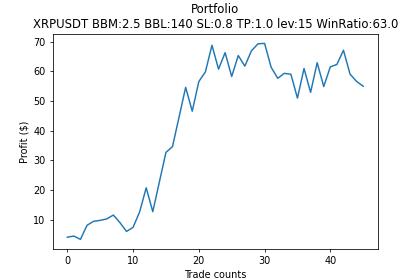 Portfolio
XRPUSDT BBM:2.5 BBL:140 SL:0.8 TP:1.0 lev:15 WinRatio:63.0
70
60
50
40
30
20
10
Profit ($)
0 10 20 30 40
Trade counts